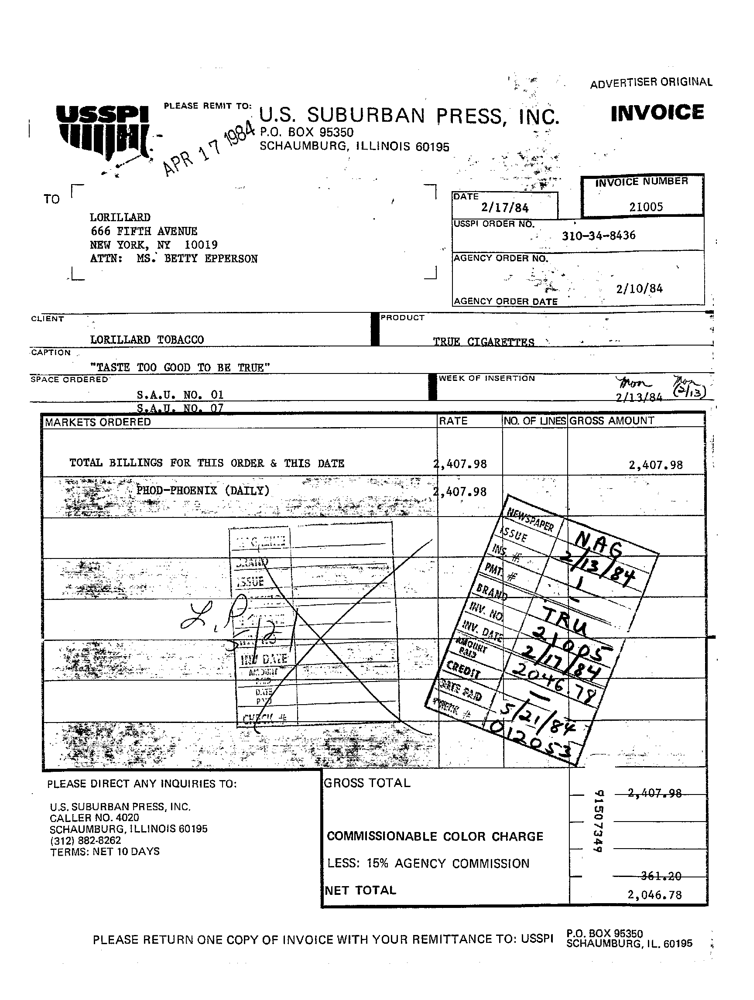 ADVERTISER ORIGINAL
USSPI
PLEASE REMIT TO:
U.S. SUBURBAN PRESS, INC.
INVOICE
P.O. BOX 95350
SCHAUMBURG, ILLINOIS 60195
APR 17 1984
TO
LORILLARD
666 FIFTH AVENUE
NEW YORK, NY 10019
ATTN: MS. BETTY EPPERSON
DATE
2/17/84
INVOICE NUMBER
21005
USSPI ORDER NO.
310-34-8436
AGENCY ORDER NO.
2/10/84
AGENCY ORDER DATE
CLIENT
LORILLARD TOBACCO
PRODUCT
TRUE CIGARETTES
CAPTION
"TASTE TOO GOOD TO BE TRUE"
SPACE ORDERED
S.A.U. NO. 01
S.A.U. NO. 07
WEEK OF INSERTION
Mon
2/13/84
Mon
(2/13)
MARKETS ORDERED RATE NO. OF LINES GROSS AMOUNT
TOTAL BILLINGS FOR THIS ORDER & THIS DATE 2,407.98 2,407.98
PHOD-PHOENIX (DAILY) 2,407.98
NEWSPAPER NAG
ISSUE 2/13/84
INS. # 1
PMT # -
BRAND TRU
INV. NO. 21005
INV. DATE 2/17/84
AMOUNT PAID 2046.78
CREDIT —
DATE PAID 5/21/84
CHECK # 012053
BRAND
ISSUE
L.P.
5/21
INV DATE
AMOUNT PAID
DATE PD
CHECK #
PLEASE DIRECT ANY INQUIRIES TO:
U.S. SUBURBAN PRESS, INC.
CALLER NO. 4020
SCHAUMBURG, ILLINOIS 60195
(312) 882-8262
TERMS: NET 10 DAYS
GROSS TOTAL 2,407.98
COMMISSIONABLE COLOR CHARGE
LESS: 15% AGENCY COMMISSION 361.20
NET TOTAL 2,046.78
91507349
PLEASE RETURN ONE COPY OF INVOICE WITH YOUR REMITTANCE TO: USSPI
P.O. BOX 95350
SCHAUMBURG, IL. 60195